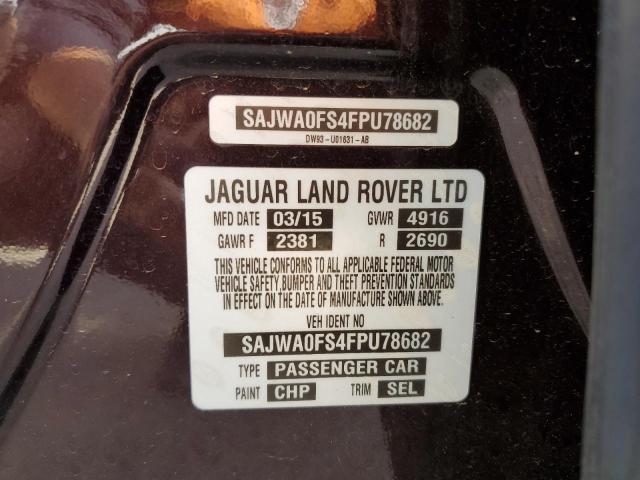 SAJWA0FS4FPU78682
DW93-U01631-AB
JAGUAR LAND ROVER LTD
MFD DATE 03/15 GVWR 4916
GAWR F 2381 R 2690
THIS VEHICLE CONFORMS TO ALL APPLICABLE FEDERAL MOTOR
VEHICLE SAFETY, BUMPER AND THEFT PREVENTION STANDARDS
IN EFFECT ON THE DATE OF MANUFACTURE SHOWN ABOVE.
VEH IDENT NO
SAJWA0FS4FPU78682
TYPE PASSENGER CAR
PAINT CHP TRIM SEL